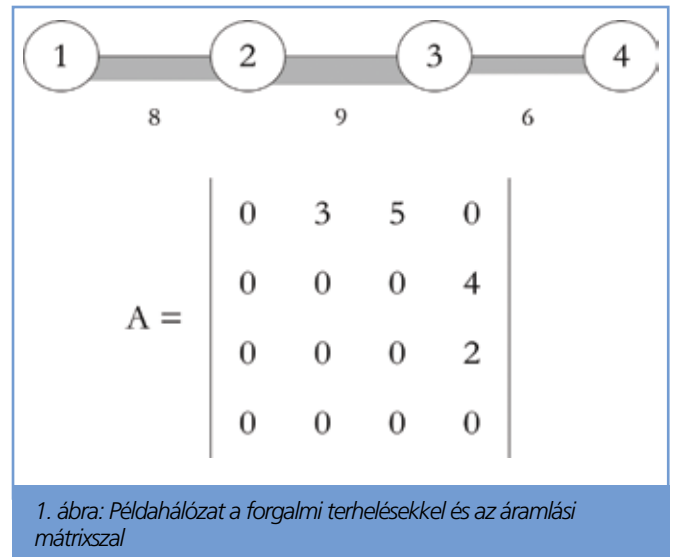 1 2 3 4
8 9 6
0 3 5 0
0 0 0 4
A =
0 0 0 2
0 0 0 0
1. ábra: Példahálózat a forgalmi terhelésekkel és az áramlási
mátrixszal